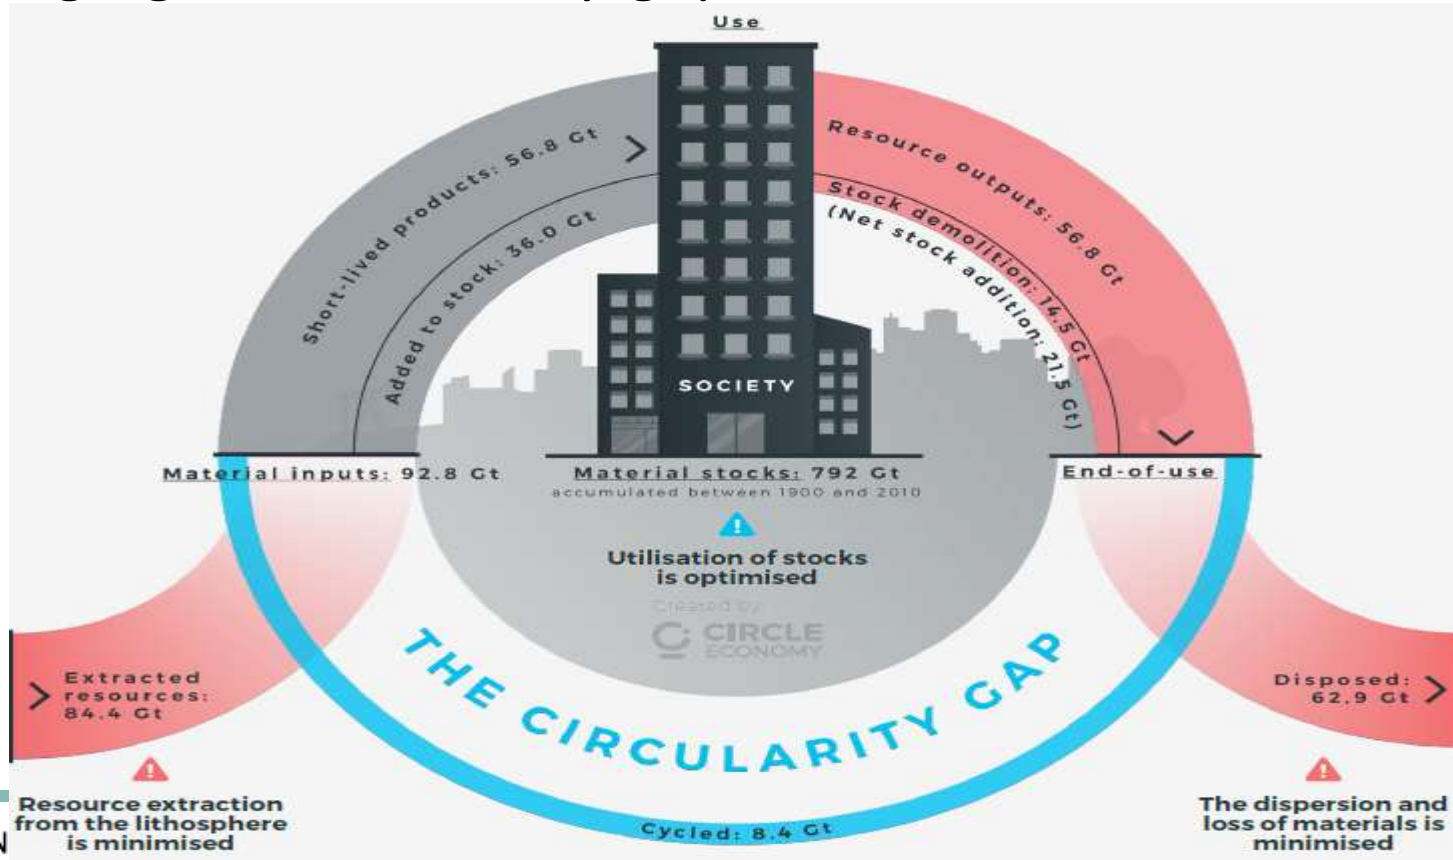 Use
Short-lived products: 56.8 Gt
Added to stock: 36.0 Gt
Resource outputs: 56.8 Gt
Stock demolition: 14.5 Gt
(Net stock addition: 21.5 Gt)
SOCIETY
Material inputs: 92.8 Gt
Material stocks: 792 Gt
accumulated between 1900 and 2010
End-of-use
Utilisation of stocks
is optimised
Created by
CIRCLE
ECONOMY
THE CIRCULARITY GAP
Extracted
resources:
84.4 Gt
Disposed:
62,9 Gt
Cycled: 8.4 Gt
Resource extraction
from the lithosphere
is minimised
The dispersion and
loss of materials is
minimised
N